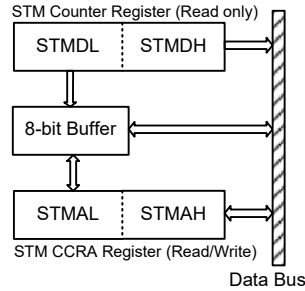 STM Counter Register (Read only)
STMDL STMDH
8-bit Buffer
STMAL STMAH
STM CCRA Register (Read/Write)
Data Bus